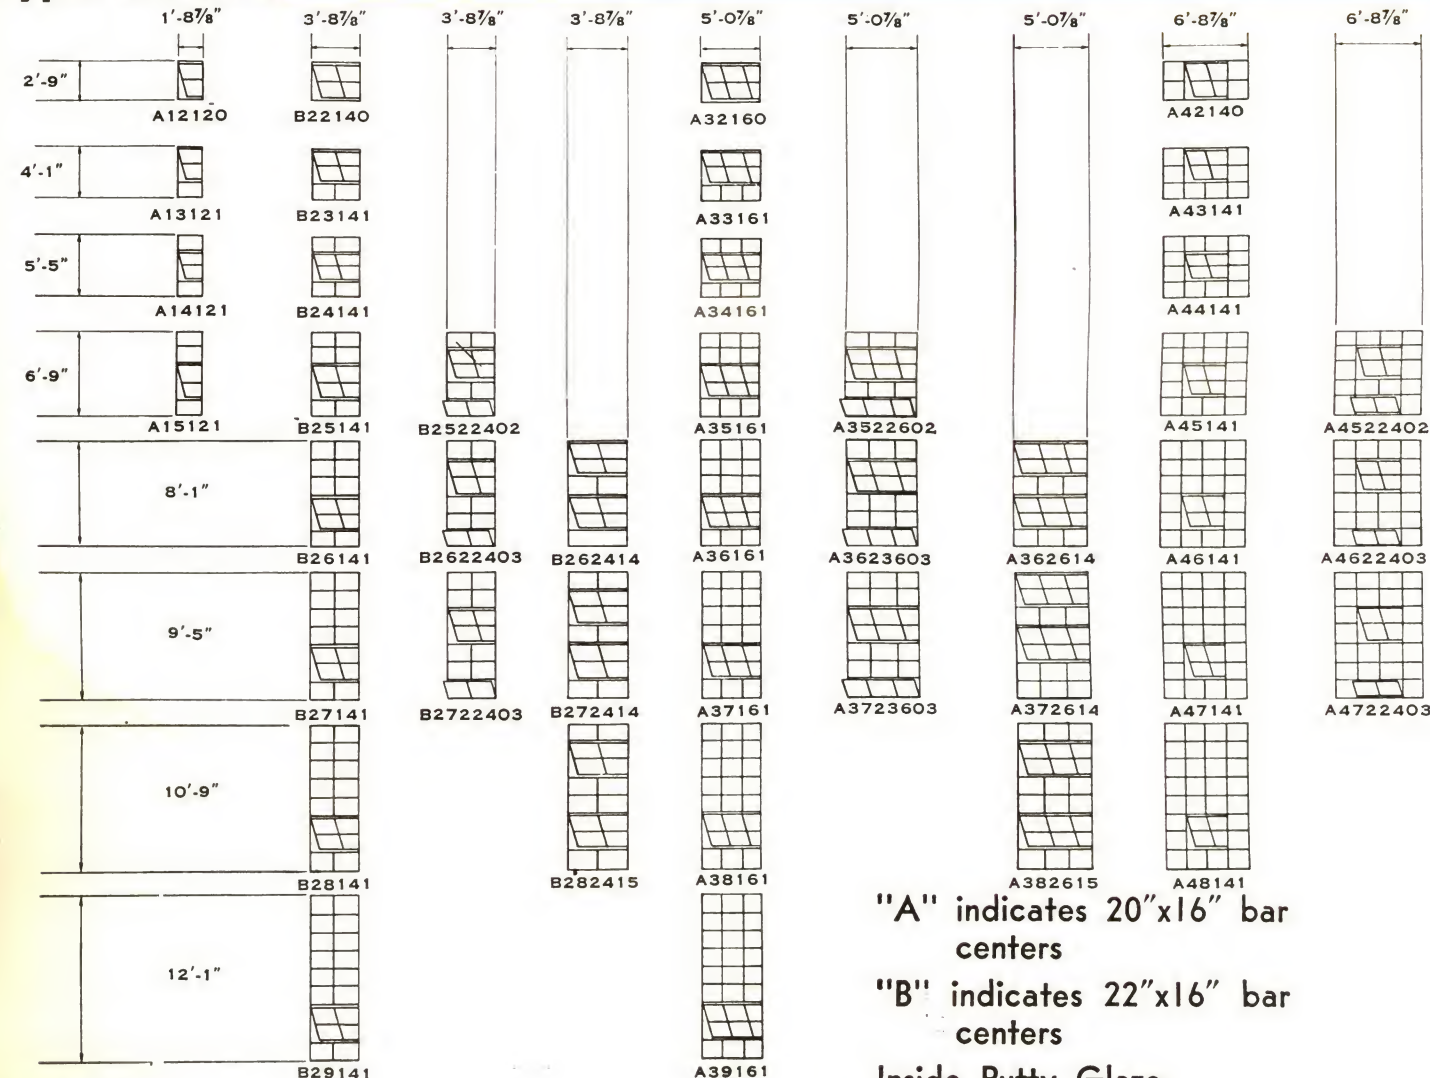 1'-8⅞" 3'-8⅞" 3'-8⅞" 3'-8⅞" 5'-0⅞" 5'-0⅞" 5'-0⅞" 6'-8⅞" 6'-8⅞"
2'-9"
A12120 B22140 A32160 A42140
4'-1"
A13121 B23141 A33161 A43141
5'-5"
A14121 B24141 A34161 A44141
6'-9"
A15121 B25141 B2522402 A35161 A3522602 A45141 A4522402
8'-1"
B26141 B2622403 B262414 A36161 A3623603 A362614 A46141 A4622403
9'-5"
B27141 B2722403 B272414 A37161 A3723603 A372614 A47141 A4722403
10'-9"
B28141 B282415 A38161 A382615 A48141
"A" indicates 20"x16" bar
centers
"B" indicates 22"x16" bar
centers
12'-1"
B29141 A39161
Inside Putty Glaze